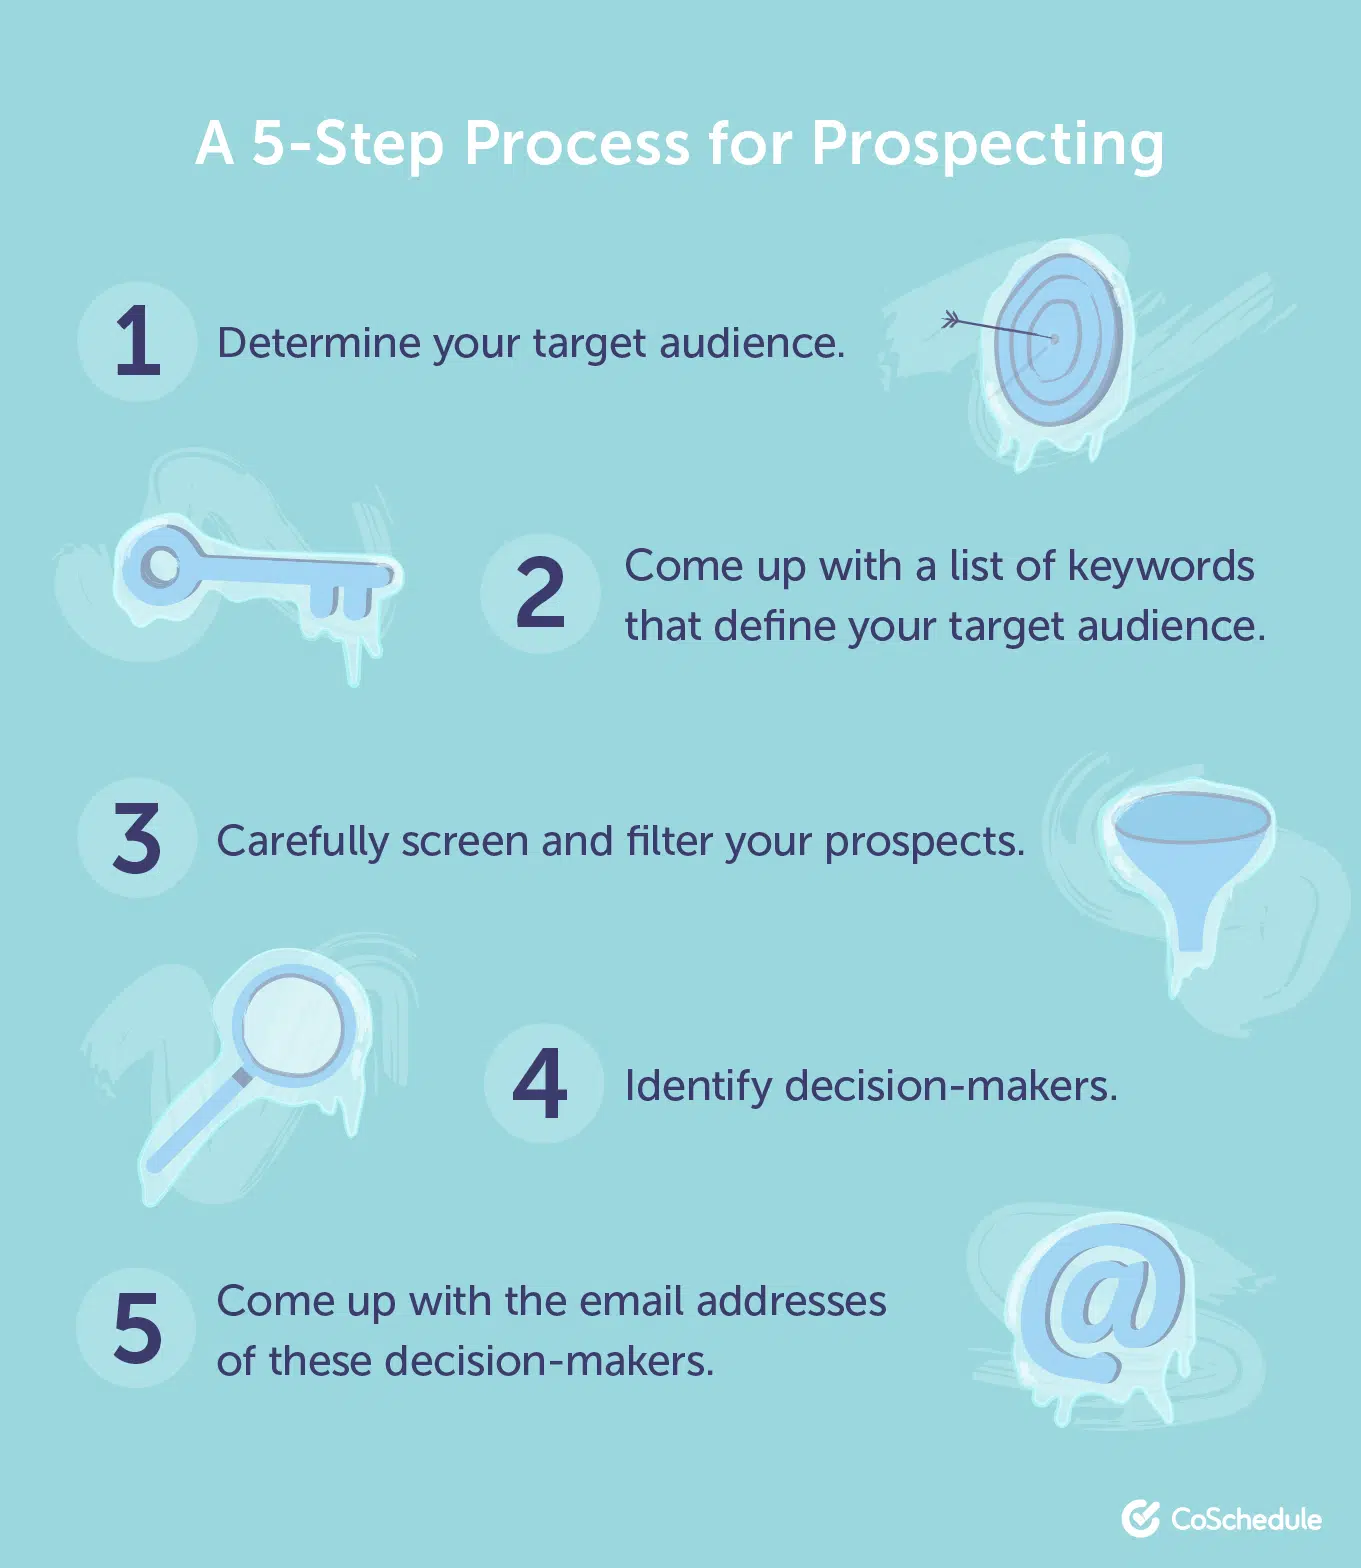 A 5-Step Process for Prospecting
1 Determine your target audience.
2 Come up with a list of keywords
that define your target audience.
3 Carefully screen and filter your prospects.
4 Identify decision-makers.
5 Come up with the email addresses
of these decision-makers.
@
CoSchedule